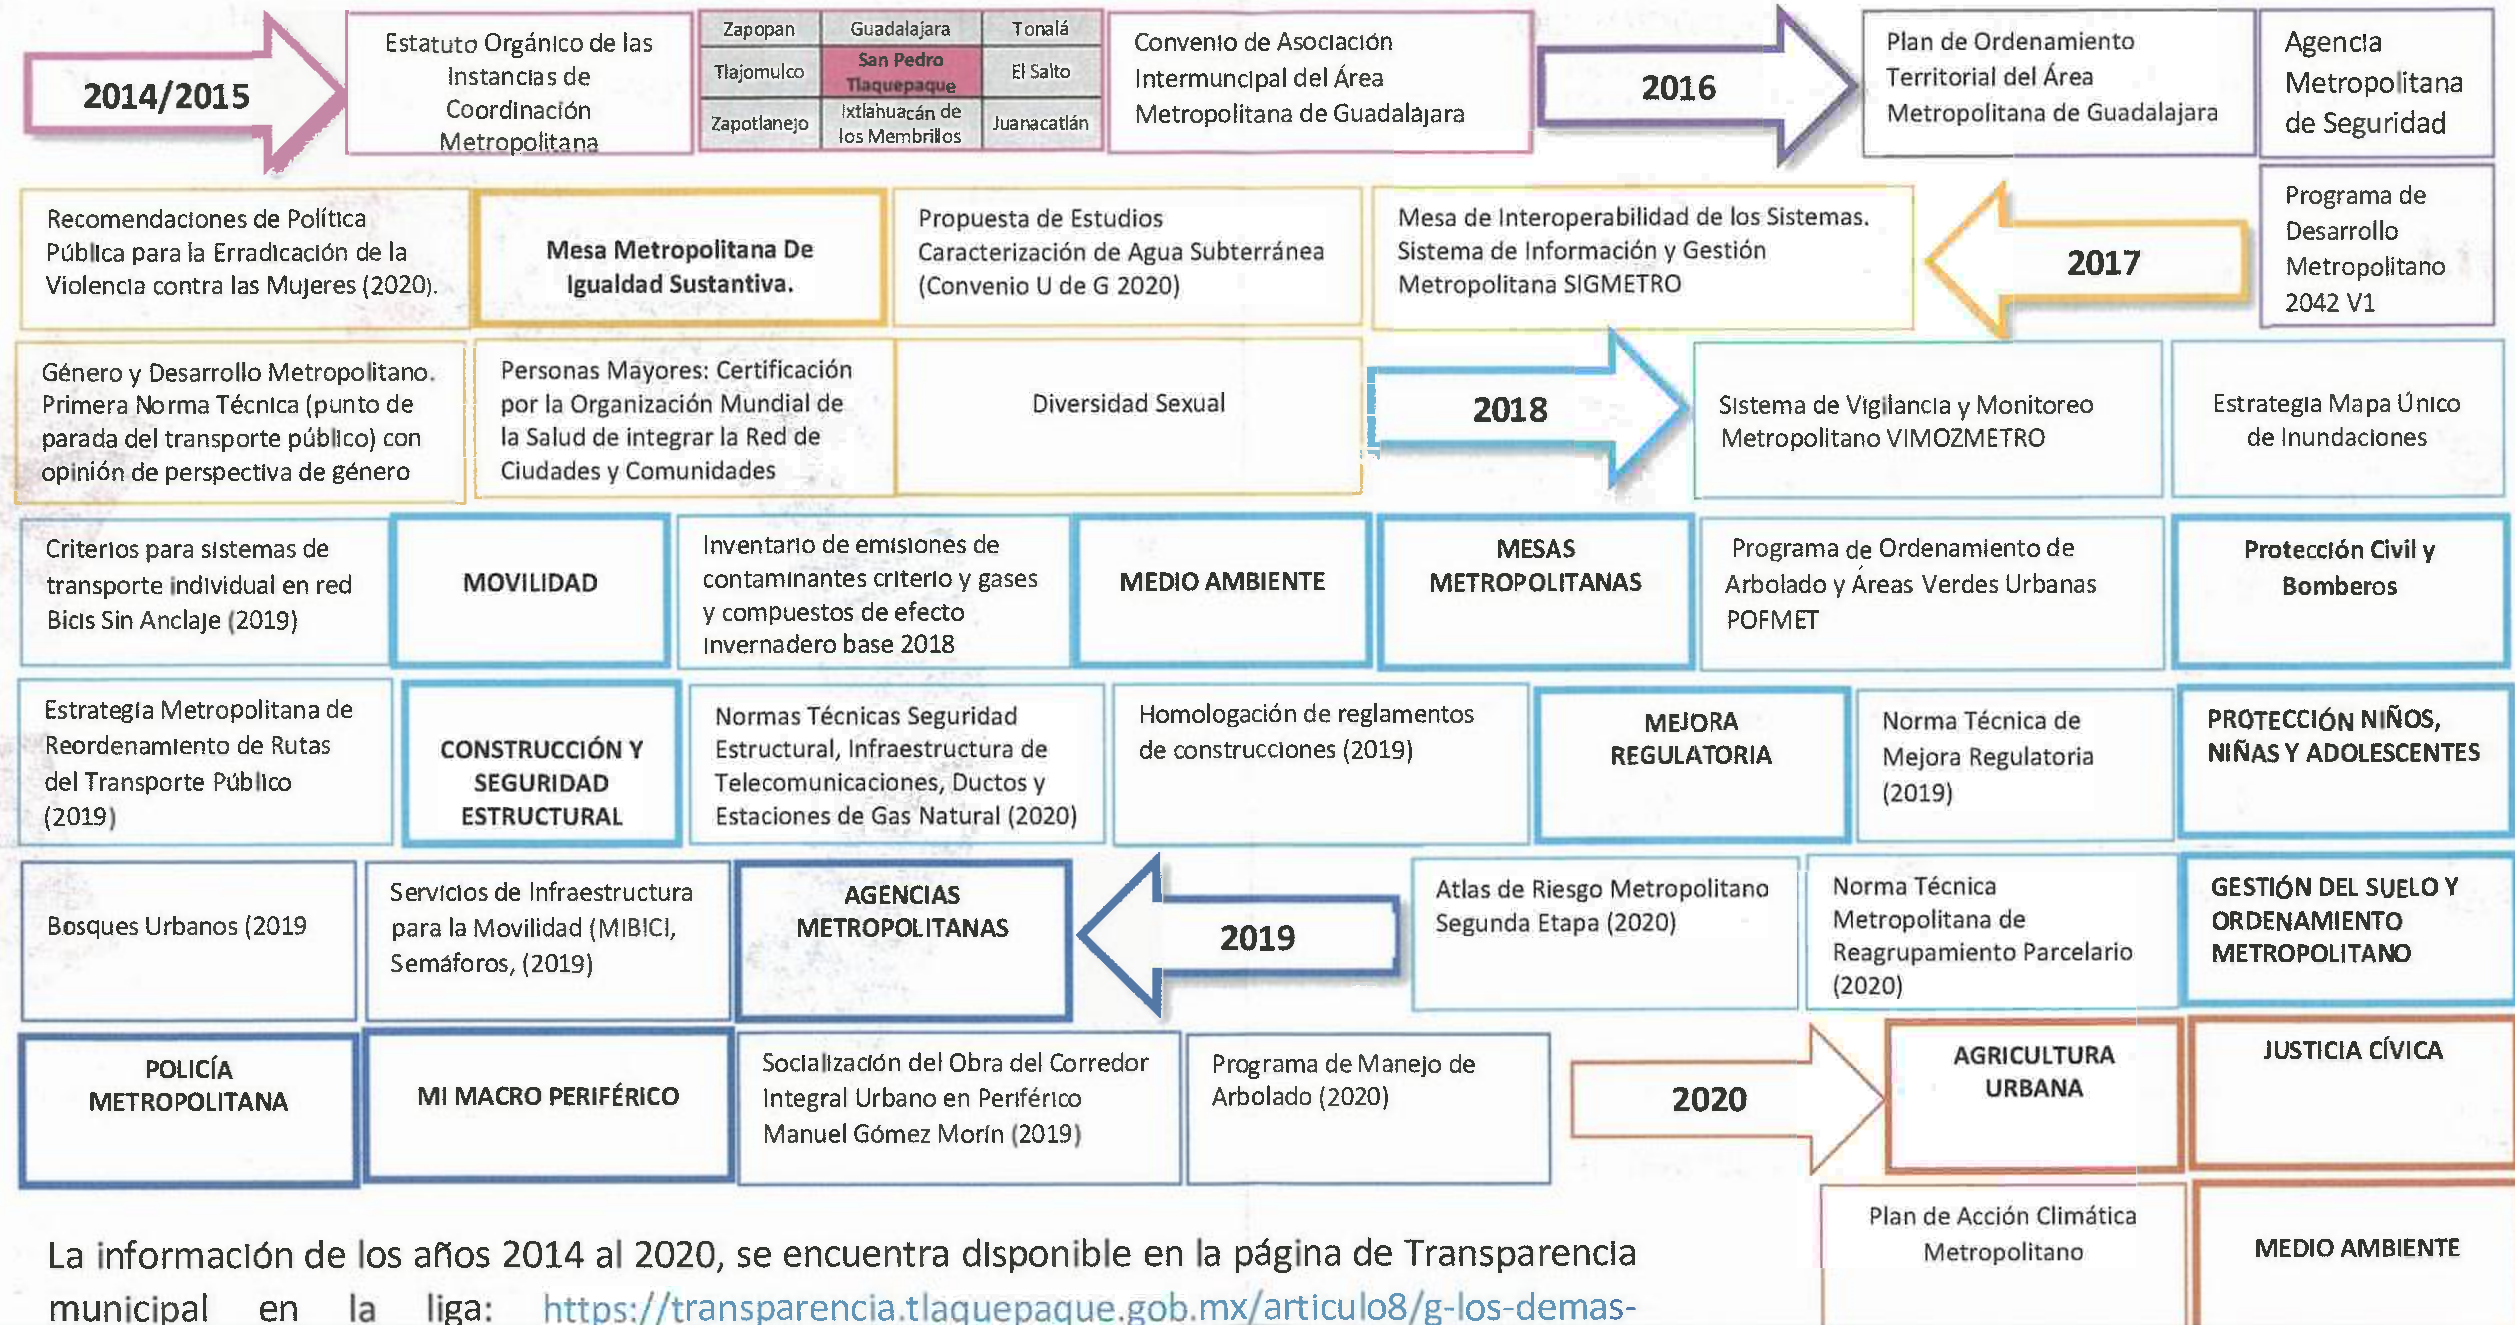 2014/2015
Estatuto Orgánico de las
Instancias de
Coordinación
Metropolitana
Zapopan
Guadalajara
Tonalá
Tlajomulco
San Pedro
Tlaquepaque
El Salto
Zapotlanejo
Ixtlahuacán de
los Membrillos
Juanacatlán
Convenio de Asociación
Intermuncipal del Área
Metropolitana de Guadalajara
2016
Plan de Ordenamiento
Territorial del Área
Metropolitana de Guadalajara
Agencia
Metropolitana
de Seguridad
Recomendaciones de Política
Pública para la Erradicación de la
Violencia contra las Mujeres (2020).
Mesa Metropolitana De
Igualdad Sustantiva.
Propuesta de Estudios
Caracterización de Agua Subterránea
(Convenio U de G 2020)
Mesa de Interoperabilidad de los Sistemas.
Sistema de Información y Gestión
Metropolitana SIGMETRO
2017
Programa de
Desarrollo
Metropolitano
2042 V1
Género y Desarrollo Metropolitano.
Primera Norma Técnica (punto de
parada del transporte público) con
opinión de perspectiva de género
Personas Mayores: Certificación
por la Organización Mundial de
la Salud de integrar la Red de
Ciudades y Comunidades
Diversidad Sexual
2018
Sistema de Vigilancia y Monitoreo
Metropolitano VIMOZMETRO
Estrategia Mapa Único
de Inundaciones
Criterios para sistemas de
transporte individual en red
Bicis Sin Anclaje (2019)
MOVILIDAD
Inventario de emisiones de
contaminantes criterio y gases
y compuestos de efecto
Invernadero base 2018
MEDIO AMBIENTE
MESAS
METROPOLITANAS
Programa de Ordenamiento de
Arbolado y Áreas Verdes Urbanas
POFMET
Protección Civil y
Bomberos
Estrategia Metropolitana de
Reordenamiento de Rutas
del Transporte Público
(2019)
CONSTRUCCIÓN Y
SEGURIDAD
ESTRUCTURAL
Normas Técnicas Seguridad
Estructural, Infraestructura de
Telecomunicaciones, Ductos y
Estaciones de Gas Natural (2020)
Homologación de reglamentos
de construcciones (2019)
MEJORA
REGULATORIA
Norma Técnica de
Mejora Regulatoria
(2019)
PROTECCIÓN NIÑOS,
NIÑAS Y ADOLESCENTES
Bosques Urbanos (2019
Servicios de Infraestructura
para la Movilidad (MIBICI,
Semáforos, (2019)
AGENCIAS
METROPOLITANAS
2019
Atlas de Riesgo Metropolitano
Segunda Etapa (2020)
Norma Técnica
Metropolitana de
Reagrupamiento Parcelario
(2020)
GESTIÓN DEL SUELO Y
ORDENAMIENTO
METROPOLITANO
POLICÍA
METROPOLITANA
MI MACRO PERIFÉRICO
Socialización del Obra del Corredor
Integral Urbano en Periférico
Manuel Gómez Morín (2019)
Programa de Manejo de
Arbolado (2020)
2020
AGRICULTURA
URBANA
JUSTICIA CÍVICA
Plan de Acción Climática
Metropolitano
MEDIO AMBIENTE
La información de los años 2014 al 2020, se encuentra disponible en la página de Transparencia
municipal en la liga: https://transparencia.tlaquepaque.gob.mx/articulo8/g-los-demas-